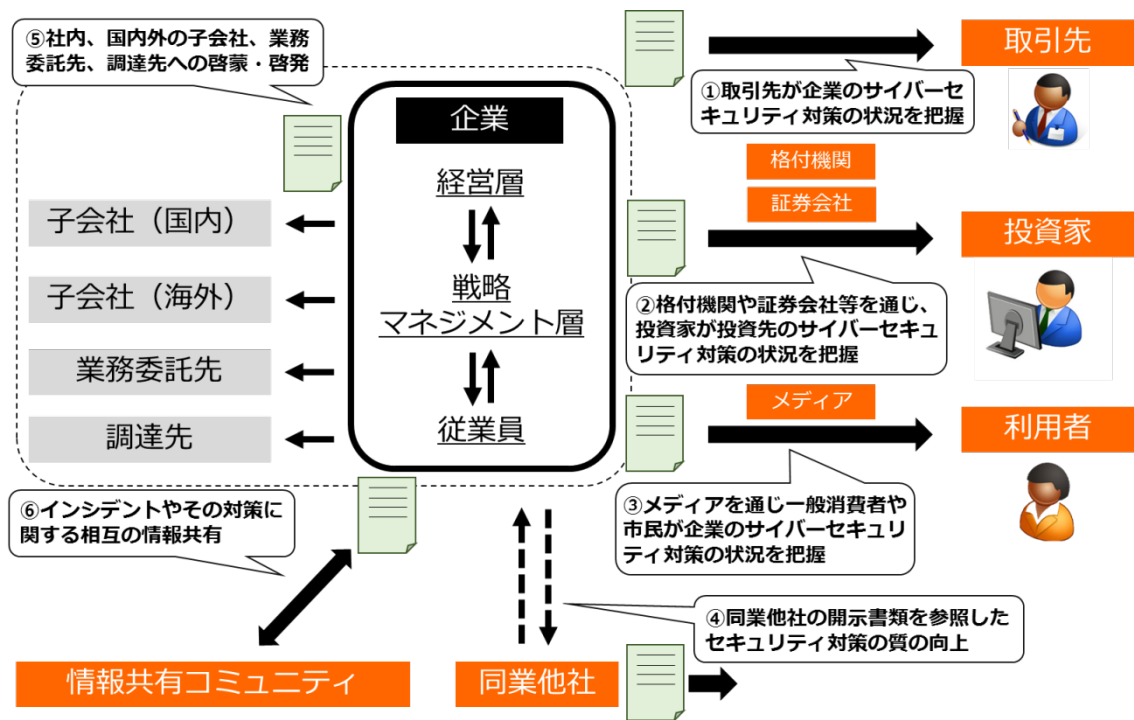 ⑤社内、国内外の子会社、業務
委託先、調達先への啓蒙・啓発
取引先
①取引先が企業のサイバーセ
キュリティ対策の状況を把握
企業
経営層
戦略
マネジメント層
従業員
子会社（国内）
子会社（海外）
業務委託先
調達先
格付機関
証券会社
投資家
②格付機関や証券会社等を通じ、
投資家が投資先のサイバーセキュ
リティ対策の状況を把握
メディア
利用者
③メディアを通じ一般消費者や
市民が企業のサイバーセキュリ
ティ対策の状況を把握
⑥インシデントやその対策に
関する相互の情報共有
④同業他社の開示書類を参照した
セキュリティ対策の質の向上
情報共有コミュニティ
同業他社